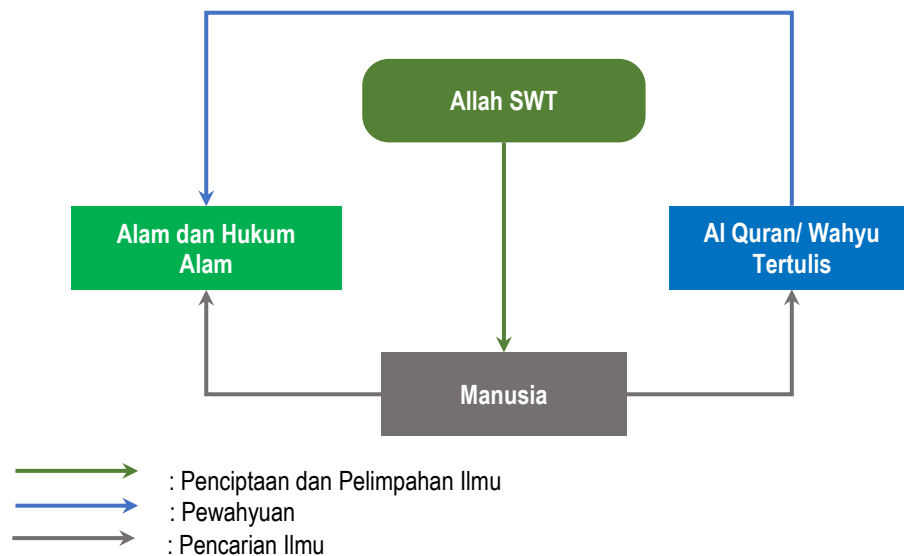 Allah SWT
Alam dan Hukum
Alam
Al Quran/ Wahyu
Tertulis
Manusia
: Penciptaan dan Pelimpahan Ilmu
: Pewahyuan
: Pencarian Ilmu